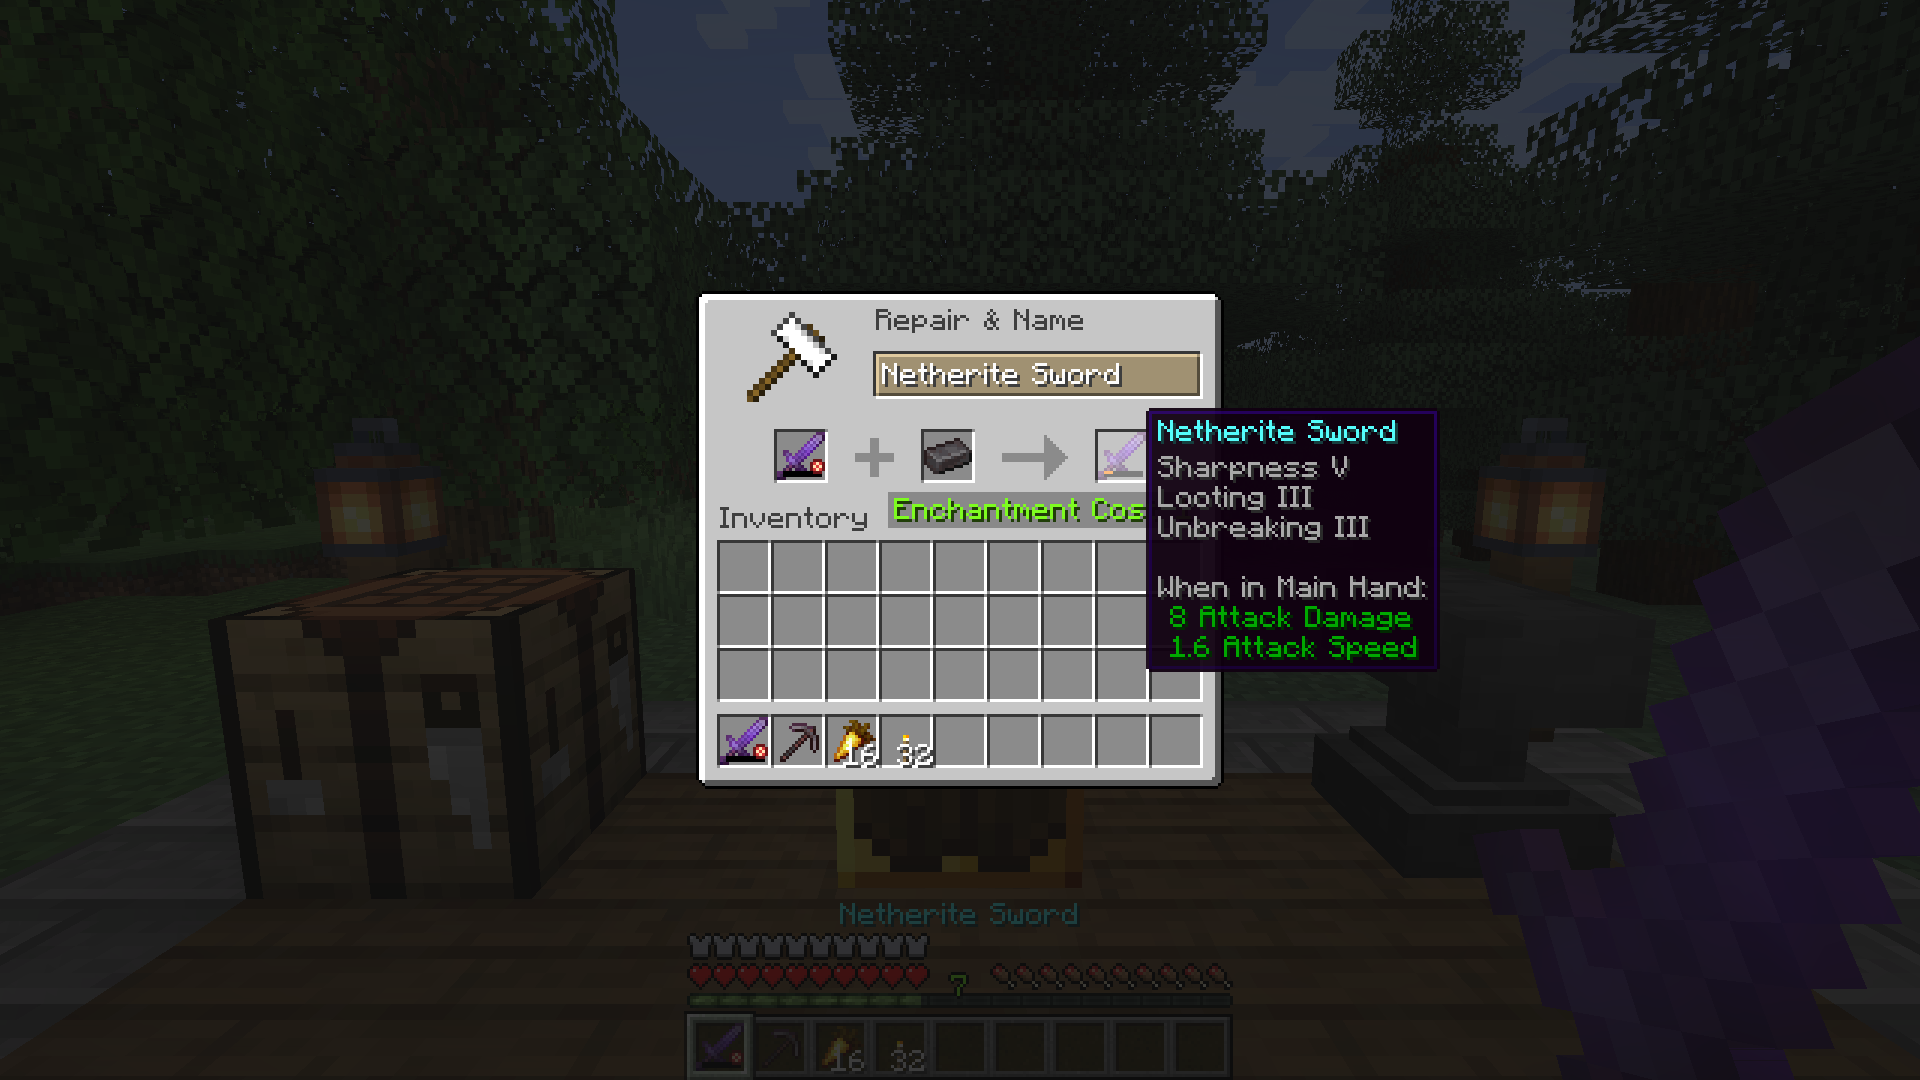 Repair & Name
Netherite Sword
Netherite Sword
Sharpness V
Looting III
Unbreaking III
Enchantment Cos
Inventory
When in Main Hand:
8 Attack Damage
1.6 Attack Speed
16
32
Netherite Sword
7
16
32